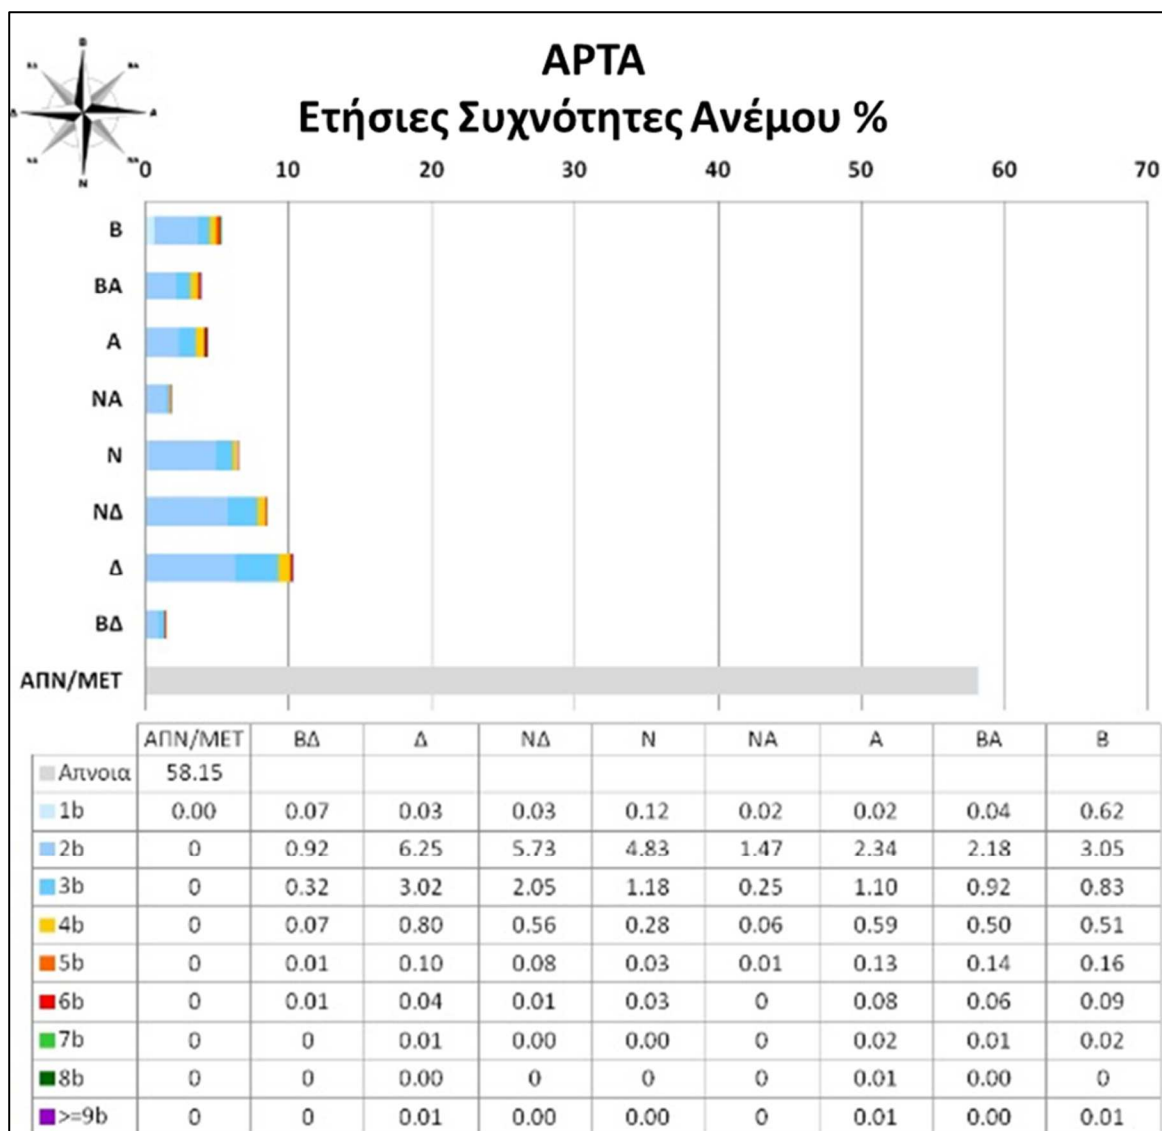 ΑΡΤΑ
Ετήσιες Συχνότητες Ανέμου %
Β
Α
Ν
0 10 20 30 40 50 60 70
Β
ΒΑ
Α
ΝΑ
Ν
ΝΔ
Δ
ΒΔ
ΑΠΝ/ΜΕΤ
ΑΠΝ/ΜΕΤ ΒΔ Δ ΝΔ Ν ΝΑ Α ΒΑ Β
Απνοια 58.15
1b 0.00 0.07 0.03 0.03 0.12 0.02 0.02 0.04 0.62
2b 0 0.92 6.25 5.73 4.83 1.47 2.34 2.18 3.05
3b 0 0.32 3.02 2.05 1.18 0.25 1.10 0.92 0.83
4b 0 0.07 0.80 0.56 0.28 0.06 0.59 0.50 0.51
5b 0 0.01 0.10 0.08 0.03 0.01 0.13 0.14 0.16
6b 0 0.01 0.04 0.01 0.03 0 0.08 0.06 0.09
7b 0 0 0.01 0.00 0.00 0 0.02 0.01 0.02
8b 0 0 0.00 0 0 0 0.01 0.00 0
>=9b 0 0 0.01 0.00 0.00 0 0.01 0.00 0.01